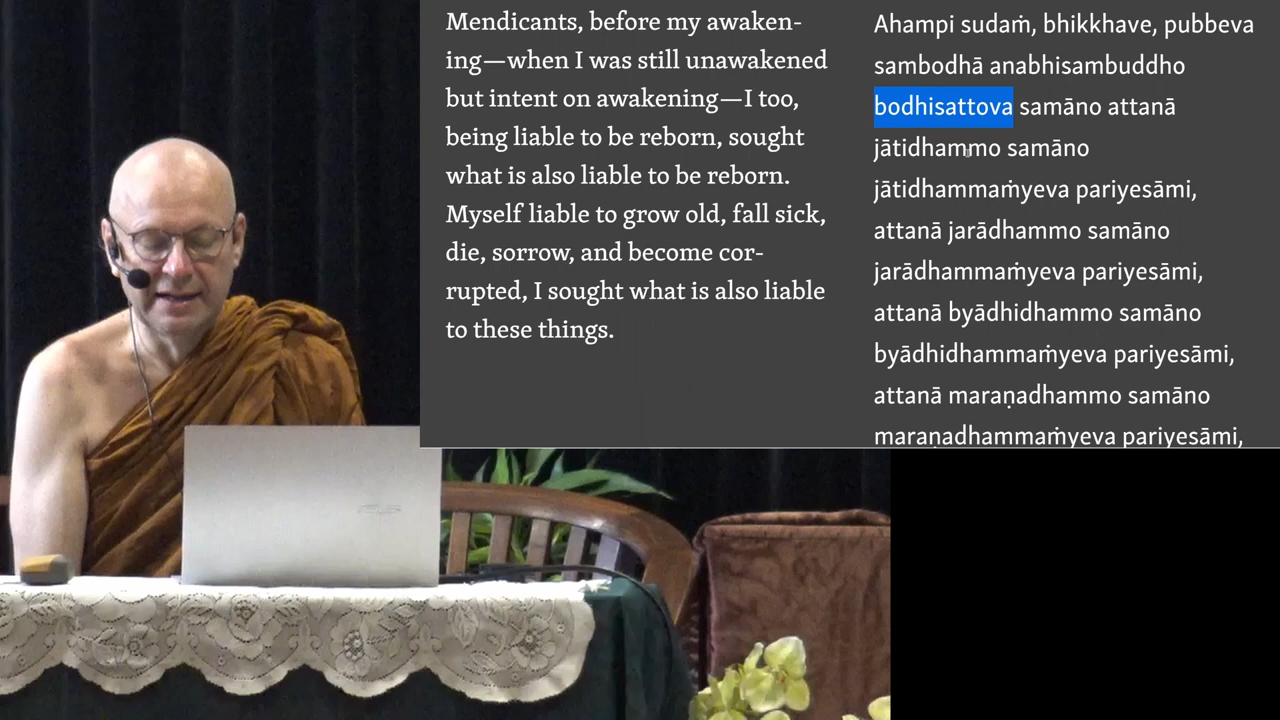 Mendicants, before my awaken-
ing—when I was still unawakened
but intent on awakening—I too,
being liable to be reborn, sought
what is also liable to be reborn.
Myself liable to grow old, fall sick,
die, sorrow, and become cor-
rupted, I sought what is also liable
to these things.
Ahampi sudaṁ, bhikkhave, pubbeva
sambodhā anabhisambuddho
bodhisattova samāno attanā
jātidhammo samāno
jātidhammaṁyeva pariyesāmi,
attanā jarādhammo samāno
jarādhammaṁyeva pariyesāmi,
attanā byādhidhammo samāno
byādhidhammaṁyeva pariyesāmi,
attanā maraṇadhammo samāno
maraṇadhammaṁyeva pariyesāmi,
ASUS